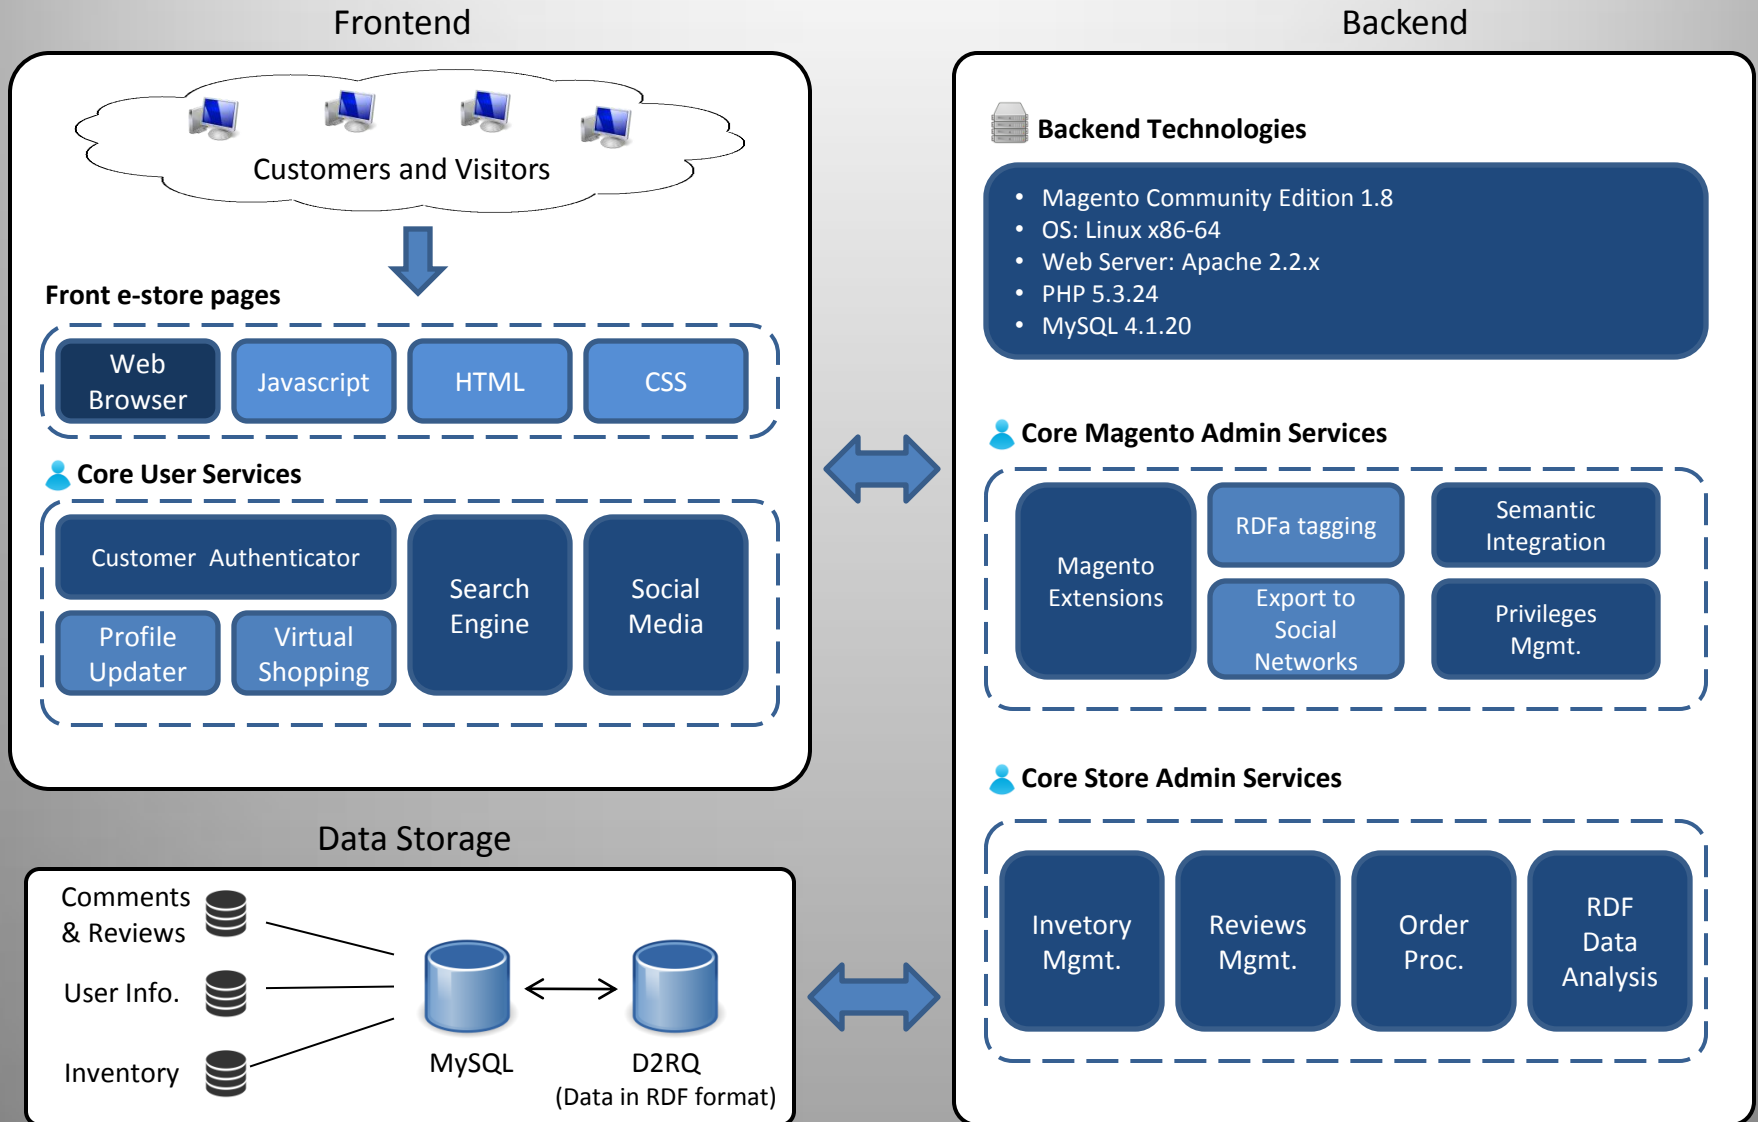 Frontend
Customers and Visitors
Front e-store pages
Web
Browser
Javascript
HTML
CSS
Core User Services
Customer Authenticator
Profile
Updater
Virtual
Shopping
Search
Engine
Social
Media
Data Storage
Comments
& Reviews
User Info.
Inventory
MySQL
D2RQ
(Data in RDF format)
Backend
Backend Technologies
• Magento Community Edition 1.8
• OS: Linux x86-64
• Web Server: Apache 2.2.x
• PHP 5.3.24
• MySQL 4.1.20
Core Magento Admin Services
Magento
Extensions
RDFa tagging
Export to
Social
Networks
Semantic
Integration
Privileges
Mgmt.
Core Store Admin Services
Invetory
Mgmt.
Reviews
Mgmt.
Order
Proc.
RDF
Data
Analysis